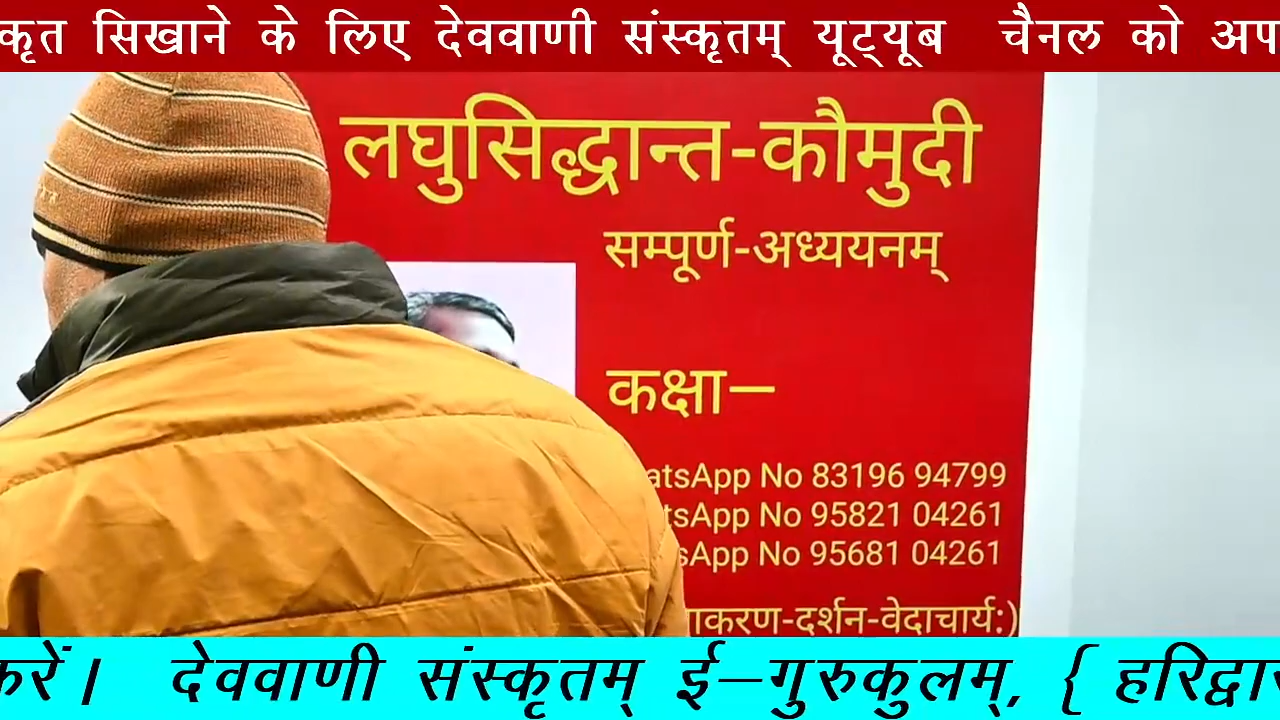 कृत सिखाने के लिए देववाणी संस्कृतम् यूट्यूब चैनल को अप
लघुसिद्धान्त-कौमुदी
सम्पूर्ण-अध्ययनम्
कक्षा–
atsApp No 83196 94799
tsApp No 95821 04261
sApp No 95681 04261
ाकरण-दर्शन-वेदाचार्य:)
करें। देववाणी संस्कृतम् ई–गुरुकुलम्, { हरिद्वार